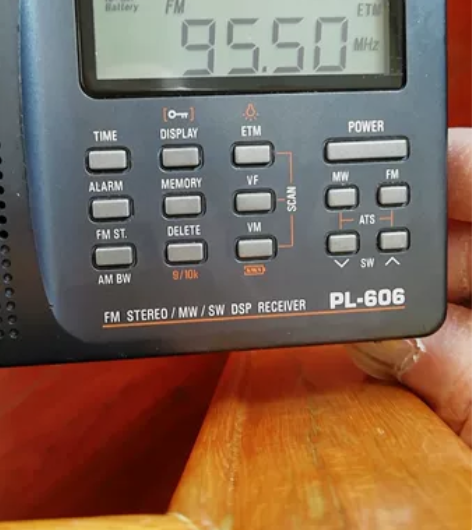 Battery FM ETM
95.50 MHz
TIME DISPLAY ETM POWER
ALARM MEMORY VF MW FM
SCAN
ATS
FM ST. DELETE VM
SW
AM BW 9/10k
FM STEREO / MW / SW DSP RECEIVER PL-606